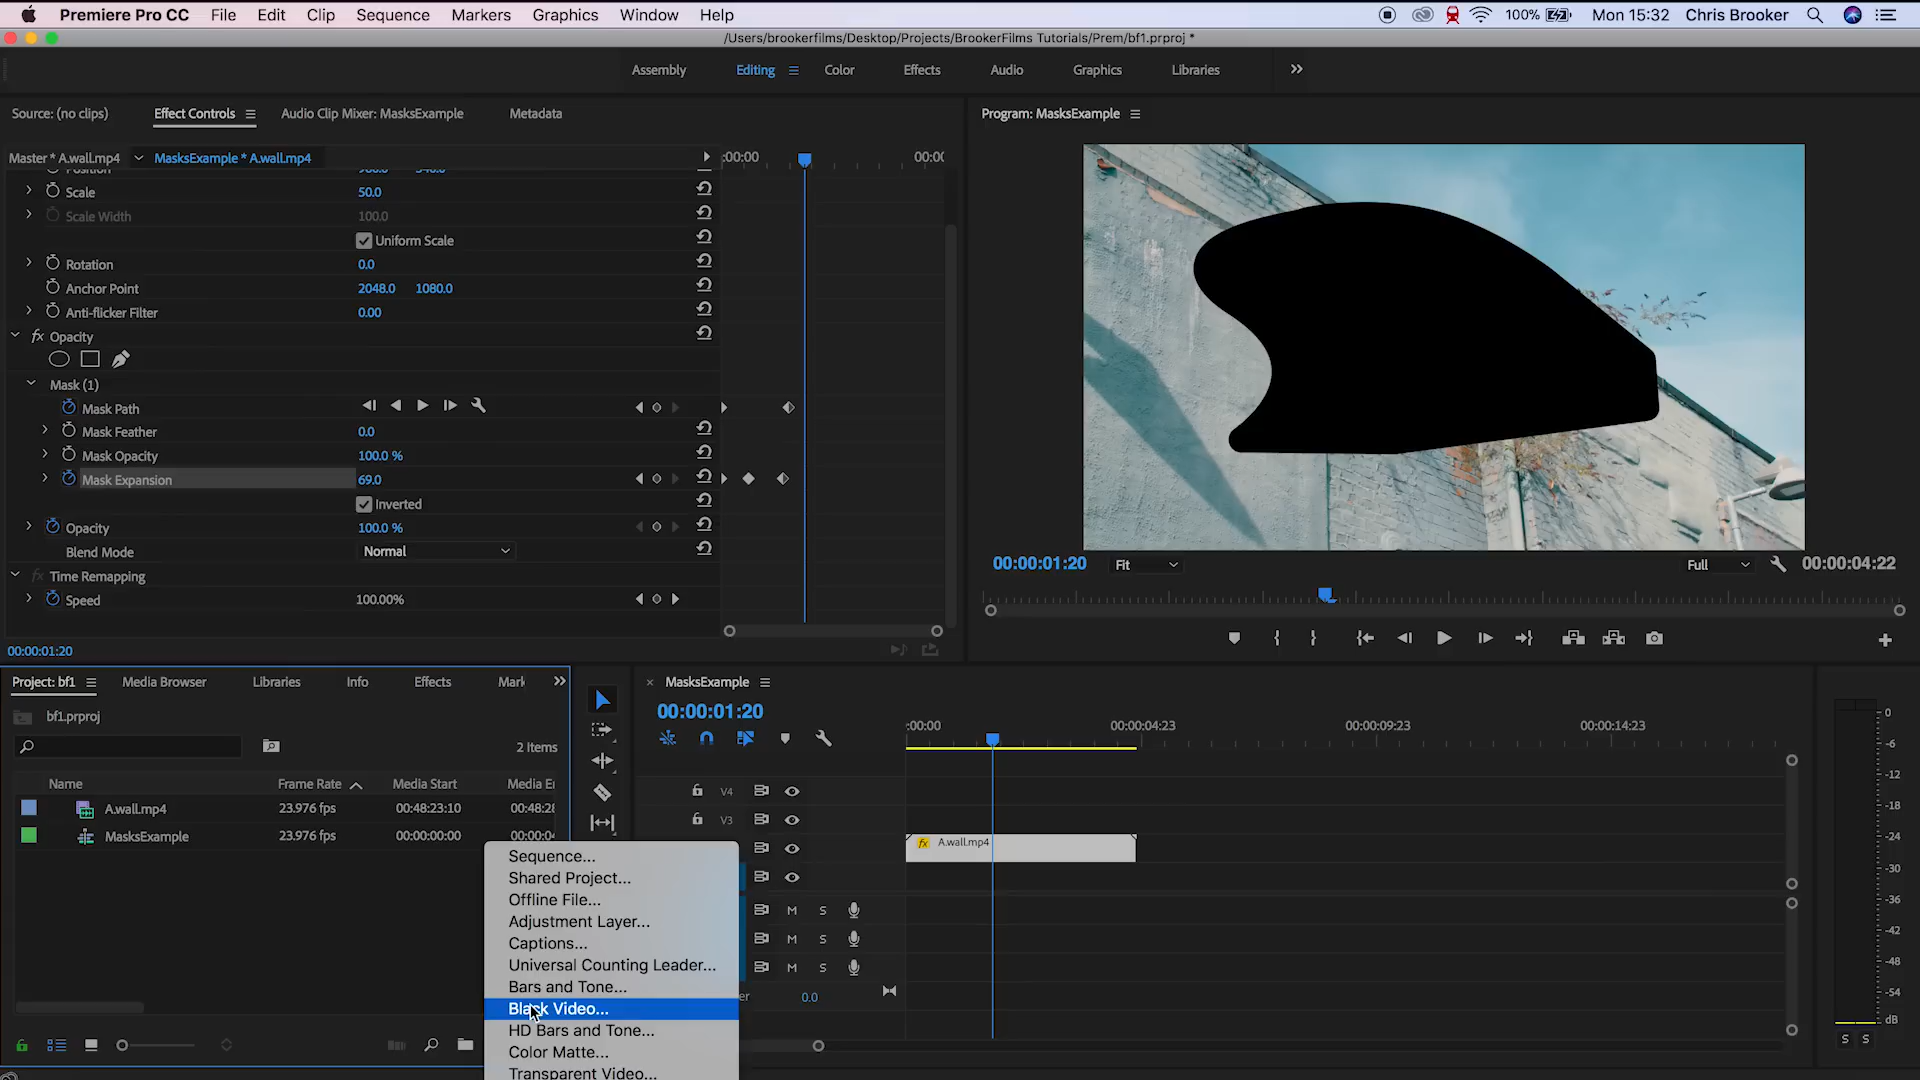 Premiere Pro CC File Edit Clip Sequence Markers Graphics Window Help 100% Mon 15:32 Chris Brooker
/Users/brookerfilms/Desktop/Projects/BrookerFilms Tutorials/Prem/bf1.prproj *
Assembly Editing Color Effects Audio Graphics Libraries
Source: (no clips) Effect Controls Audio Clip Mixer: MasksExample Metadata
Program: MasksExample
Master * A.wall.mp4 MasksExample * A.wall.mp4 :00:00 00:0(
Position 960.0 540.0
Scale 50.0
Scale Width 100.0
Uniform Scale
Rotation 0.0
Anchor Point 2048.0 1080.0
Anti-flicker Filter 0.00
fx Opacity
Mask (1)
Mask Path
Mask Feather 0.0
Mask Opacity 100.0 %
Mask Expansion 69.0
Inverted
Opacity 100.0 %
Blend Mode Normal
fx Time Remapping
Speed 100.00%
00:00:01:20
00:00:01:20 Fit Full 00:00:04:22
Project: bf1 Media Browser Libraries Info Effects Mark
bf1.prproj
2 Items
Name Frame Rate Media Start Media E
A.wall.mp4 23.976 fps 00:48:23:10 00:48:28
MasksExample 23.976 fps 00:00:00:00 00:00:04
Sequence...
Shared Project...
Offline File...
Adjustment Layer...
Captions...
Universal Counting Leader...
Bars and Tone...
Black Video...
HD Bars and Tone...
Color Matte...
Transparent Video...
MasksExample
00:00:01:20
:00:00 00:00:04:23 00:00:09:23 00:00:14:23
V4
V3
fx A.wall.mp4
M S
M S
M S
er 0.0
0
-6
-12
-18
-24
-30
-36
-42
-48
-54
dB
S S